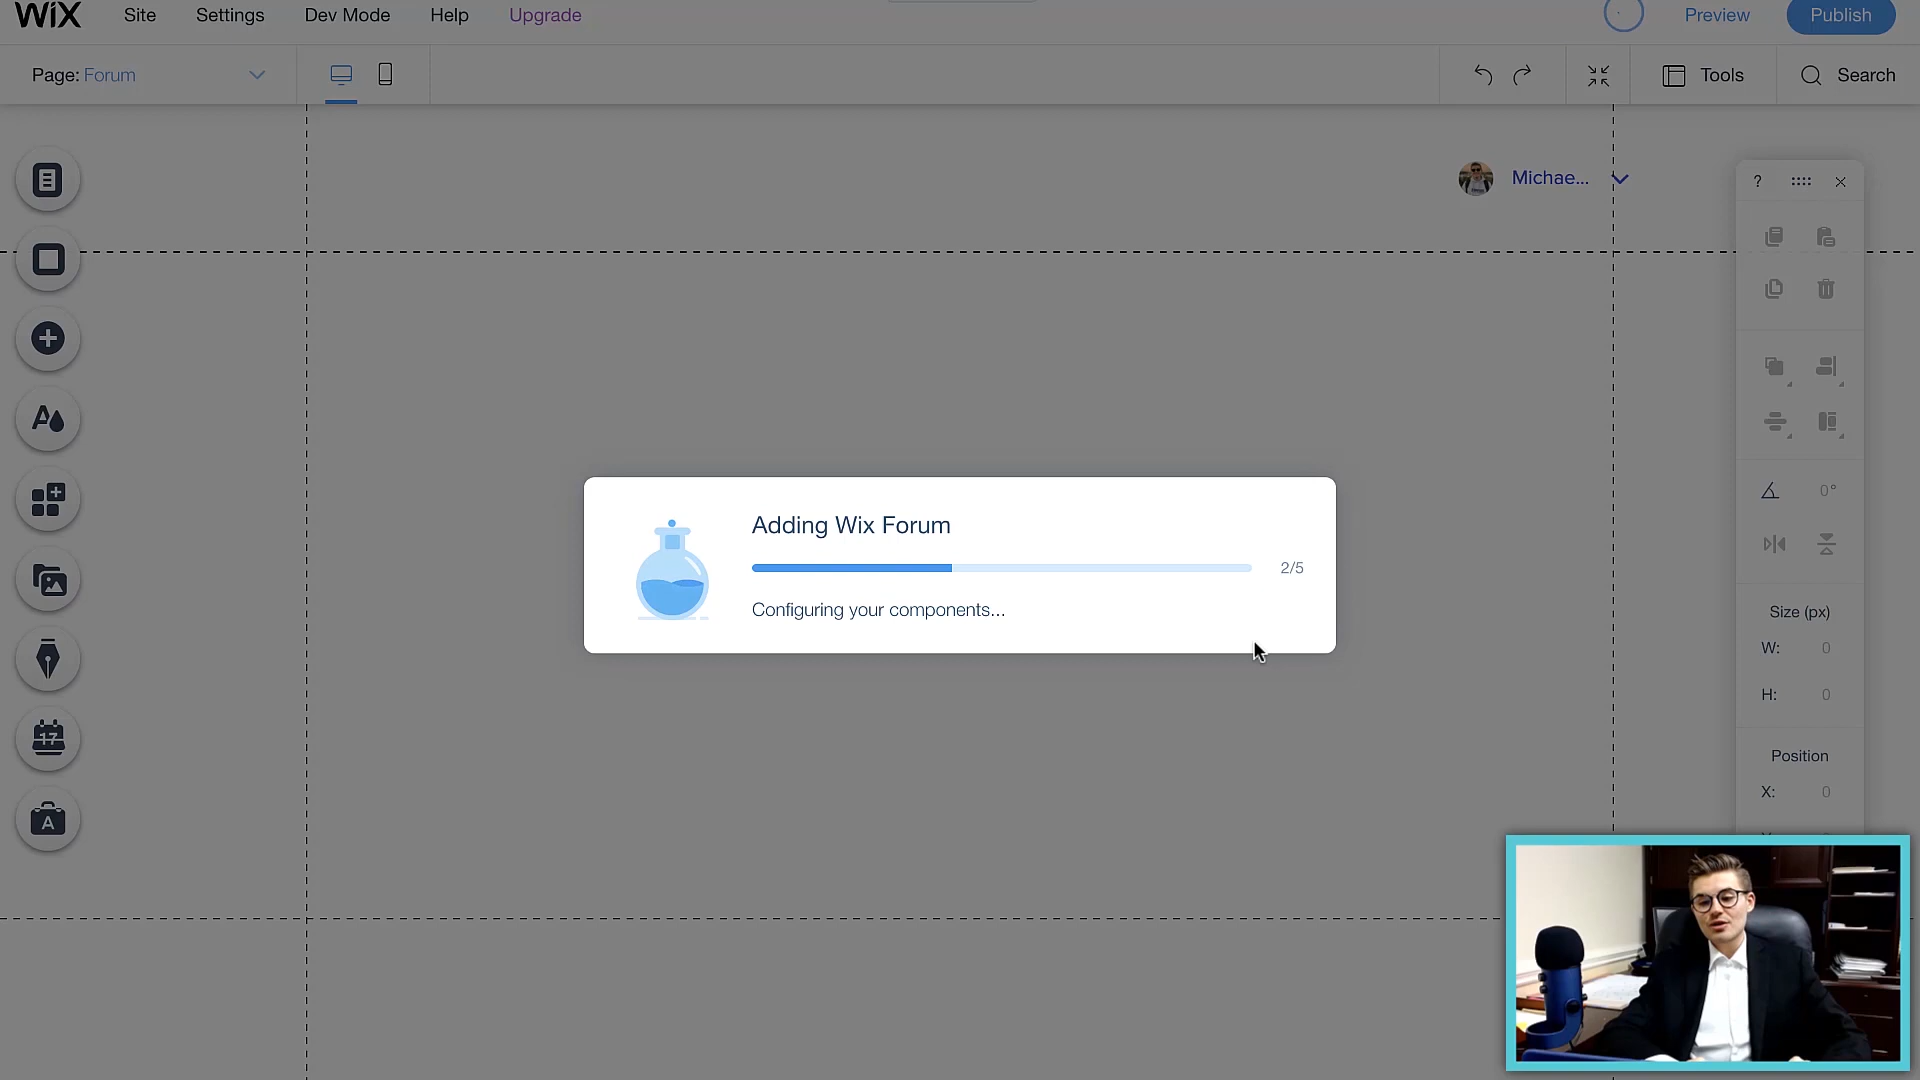 WiX
Site
Settings
Dev Mode
Help
Upgrade
Preview
Publish
Page: Forum
Tools
Search
Michae...
?
0°
Adding Wix Forum
2/5
Configuring your components...
Size (px)
W: 0
H: 0
Position
X: 0
17
A